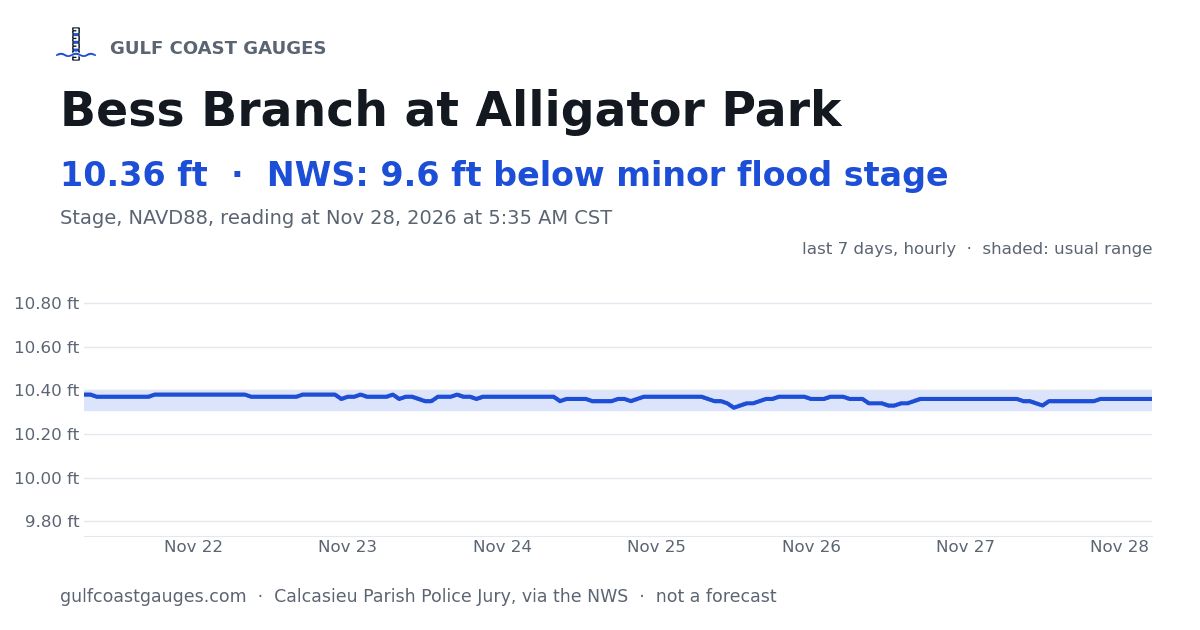 GULF COAST GAUGES
Bess Branch at Alligator Park
10.36 ft · NWS: 9.6 ft below minor flood stage
Stage, NAVD88, reading at Nov 28, 2026 at 5:35 AM CST
last 7 days, hourly · shaded: usual range
10.80 ft
10.60 ft
10.40 ft
10.20 ft
10.00 ft
9.80 ft
Nov 22 Nov 23 Nov 24 Nov 25 Nov 26 Nov 27 Nov 28
gulfcoastgauges.com · Calcasieu Parish Police Jury, via the NWS · not a forecast